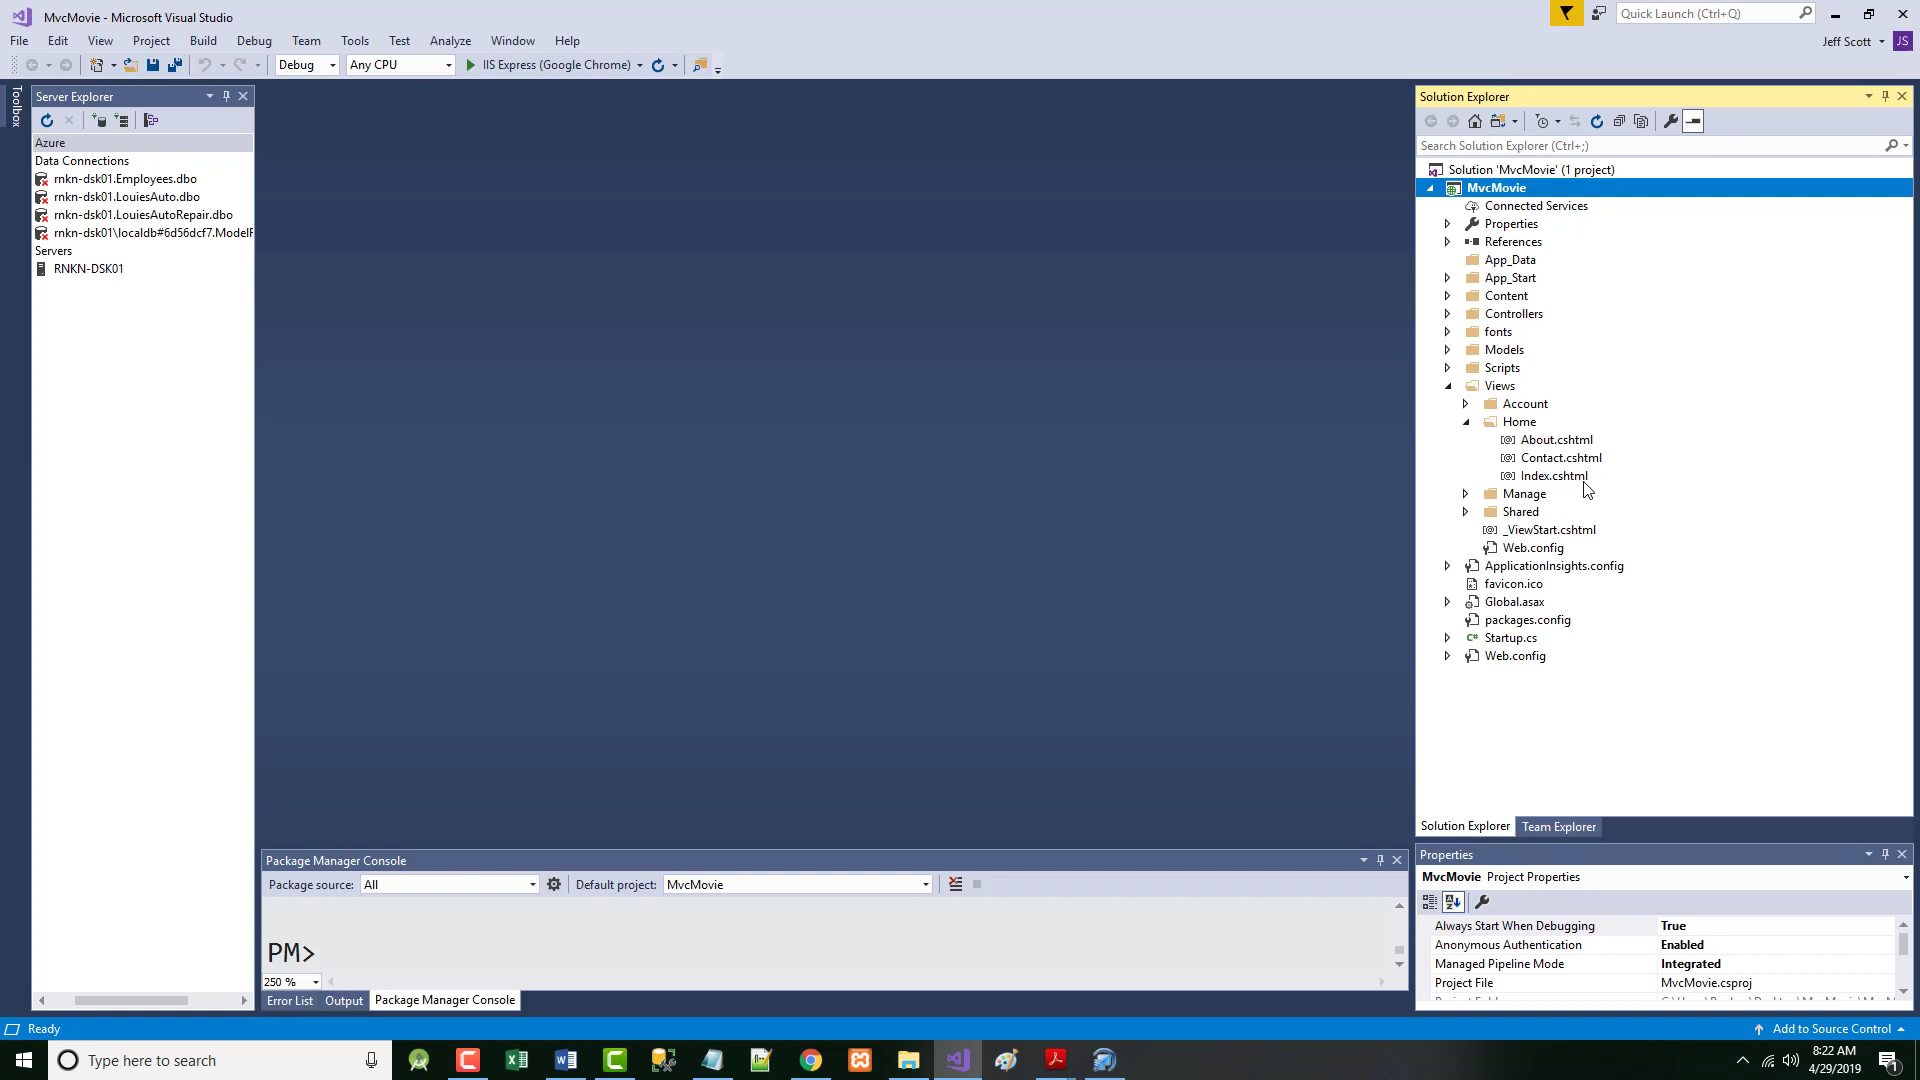 MvcMovie - Microsoft Visual Studio
Quick Launch (Ctrl+Q)
File Edit View Project Build Debug Team Tools Test Analyze Window Help
Jeff Scott JS
Debug Any CPU IIS Express (Google Chrome)
Toolbox
Server Explorer
Azure
Data Connections
rnkn-dsk01.Employees.dbo
rnkn-dsk01.LouiesAuto.dbo
rnkn-dsk01.LouiesAutoRepair.dbo
rnkn-dsk01\localdb#6d56dcf7.ModelF
Servers
RNKN-DSK01
Solution Explorer
Search Solution Explorer (Ctrl+;)
Solution 'MvcMovie' (1 project)
MvcMovie
Connected Services
Properties
References
App_Data
App_Start
Content
Controllers
fonts
Models
Scripts
Views
Account
Home
About.cshtml
Contact.cshtml
Index.cshtml
Manage
Shared
_ViewStart.cshtml
Web.config
ApplicationInsights.config
favicon.ico
Global.asax
packages.config
Startup.cs
Web.config
Solution Explorer Team Explorer
Package Manager Console
Package source: All Default project: MvcMovie
PM>
250 %
Error List Output Package Manager Console
Properties
MvcMovie Project Properties
Always Start When Debugging True
Anonymous Authentication Enabled
Managed Pipeline Mode Integrated
Project File MvcMovie.csproj
Ready
Add to Source Control
Type here to search
8:22 AM
4/29/2019
1